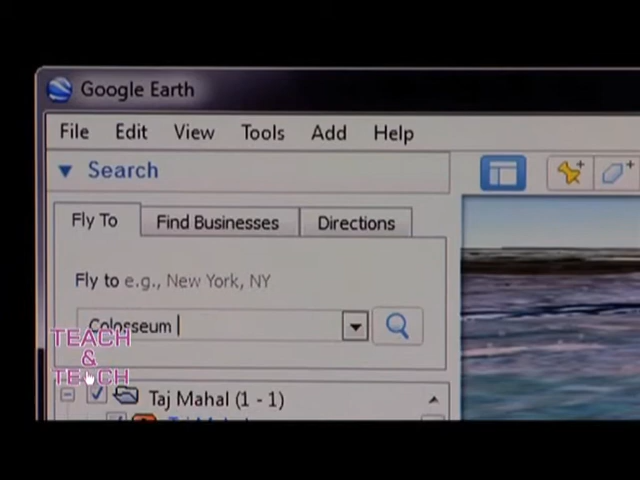 Google Earth
File Edit View Tools Add Help
Search
Fly To Find Businesses Directions
Fly to e.g., New York, NY
Colosseum
TEACH
&
TEACH
Taj Mahal (1 - 1)